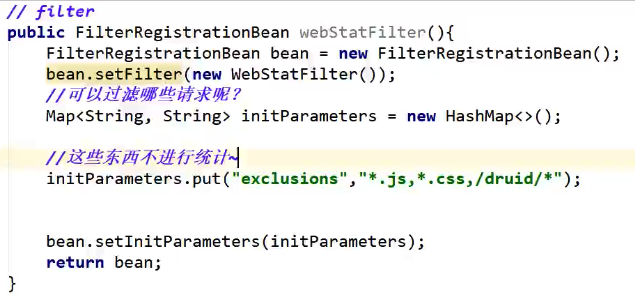 // filter
public FilterRegistrationBean webStatFilter(){
FilterRegistrationBean bean = new FilterRegistrationBean();
bean.setFilter(new WebStatFilter());
//可以过滤哪些请求呢?
Map<String, String> initParameters = new HashMap<>();
//这些东西不进行统计~
initParameters.put("exclusions","*.js,*.css,/druid/*");
bean.setInitParameters(initParameters);
return bean;
}